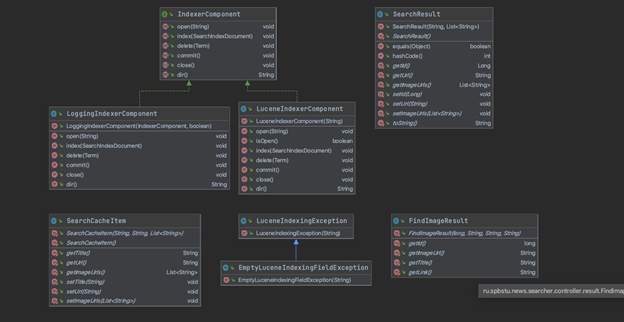 IndexerComponent
open(String) void
index(SearchIndexDocument) void
delete(Term) void
commit() void
close() void
dir() String
SearchResult
SearchResult(String, List<String>)
SearchResult()
equals(Object) boolean
hashCode() int
getId() Long
getUrl() String
getImageUrls() List<String>
setId(Long) void
setUrl(String) void
setImageUrls(List<String>) void
toString() String
LoggingIndexerComponent
LoggingIndexerComponent(IndexerComponent, boolean)
open(String) void
index(SearchIndexDocument) void
delete(Term) void
commit() void
close() void
dir() String
LuceneIndexerComponent
LuceneIndexerComponent(String)
open(String) void
isOpen() boolean
index(SearchIndexDocument) void
delete(Term) void
commit() void
close() void
dir() String
SearchCacheItem
SearchCacheItem(String, String, List<String>)
SearchCacheItem()
getTitle() String
getUrl() String
getImageUrls() List<String>
setTitle(String) void
setUrl(String) void
setImageUrls(List<String>) void
LuceneIndexingException
LuceneIndexingException(String)
EmptyLuceneIndexingFieldException
EmptyLuceneIndexingFieldException(String)
FindImageResult
FindImageResult(long, String, String, String)
getId() long
getImageUrl() String
getTitle() String
getLink() String
ru.spbstu.news.searcher.controller.result.FindImag